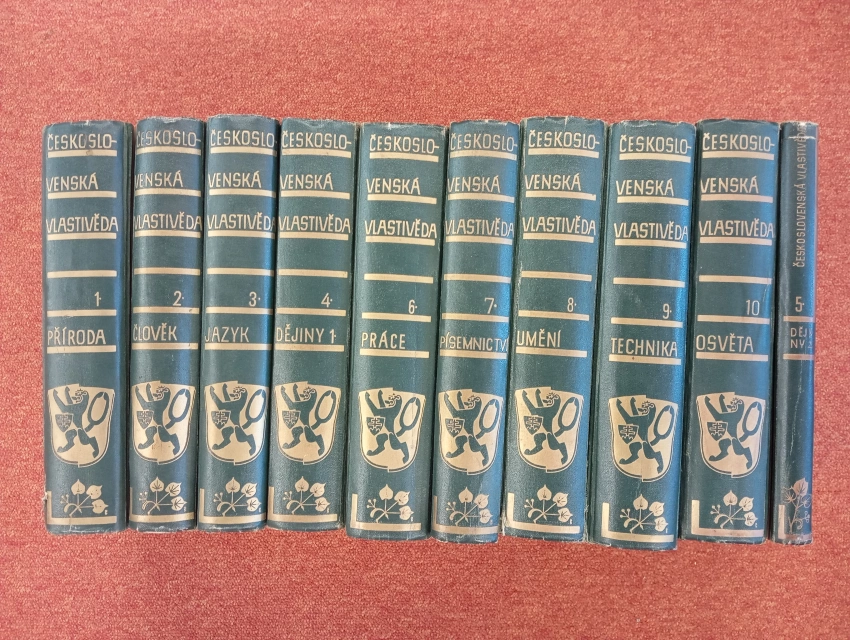 ČESKOSLO-
VENSKÁ
VLASTIVĚDA
1.
PŘÍRODA
ČESKOSLO-
VENSKÁ
VLASTIVĚDA
2.
ČLOVĚK
ČESKOSLO-
VENSKÁ
VLASTIVĚDA
3.
JAZYK
ČESKOSLO-
VENSKÁ
VLASTIVĚDA
4.
DĚJINY 1.
ČESKOSLO-
VENSKÁ
VLASTIVĚDA
6.
PRÁCE
ČESKOSLO-
VENSKÁ
VLASTIVĚDA
7.
PÍSEMNICTVÍ
ČESKOSLO-
VENSKÁ
VLASTIVĚDA
8.
UMĚNÍ
ČESKOSLO-
VENSKÁ
VLASTIVĚDA
9.
TECHNIKA
ČESKOSLO-
VENSKÁ
VLASTIVĚDA
10
OSVĚTA
ČESKOSLOVENSKÁ VLASTIVĚDA
5.
DĚJI
NY